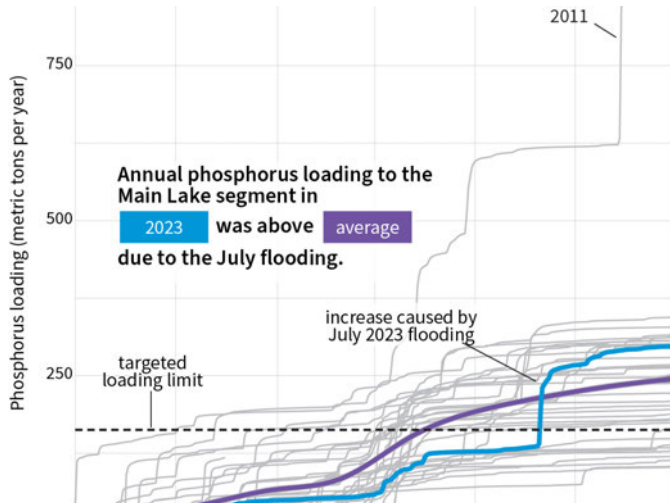 2011
750
Phosphorus loading (metric tons per year)
Annual phosphorus loading to the
Main Lake segment in
2023 was above average
due to the July flooding.
500
increase caused by
July 2023 flooding
250
targeted
loading limit